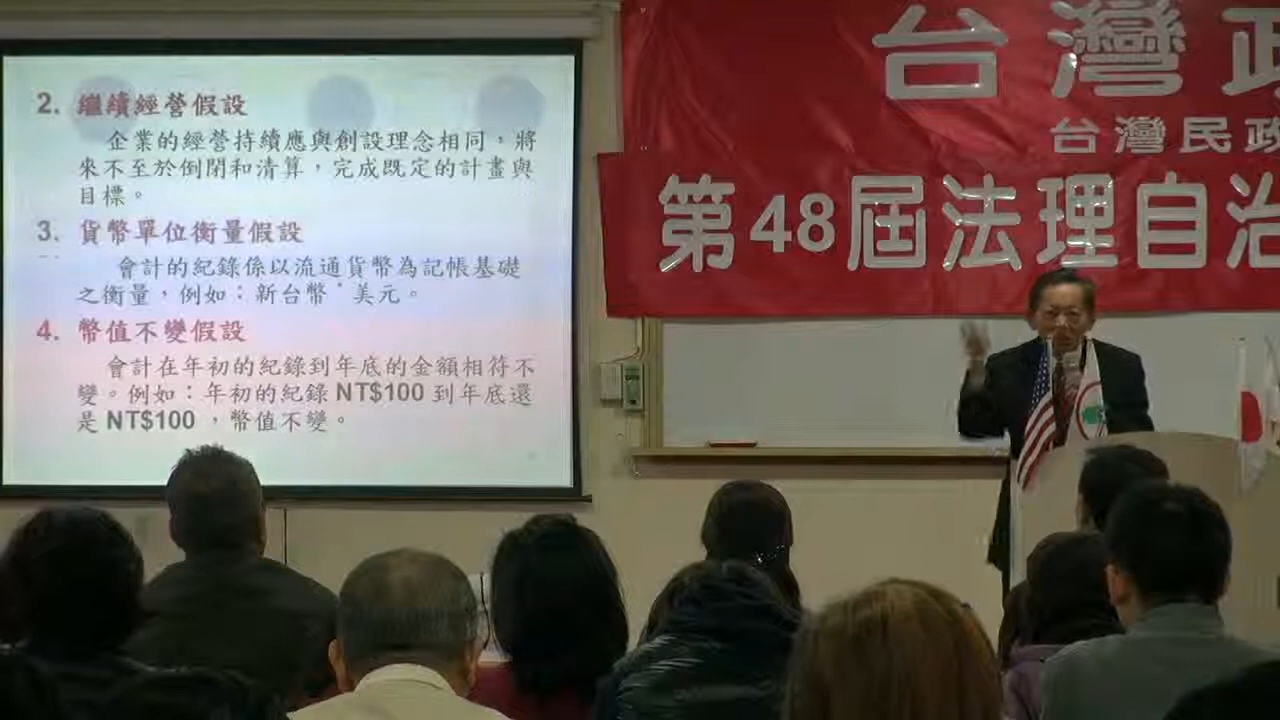 2. 繼續經營假設
企業的經營持續應與創設理念相同，將
來不至於倒閉和清算，完成既定的計畫與
目標。
3. 貨幣單位衡量假設
會計的紀錄係以流通貨幣為記帳基礎
之衡量，例如：新台幣、美元。
4. 幣值不變假設
會計在年初的紀錄到年底的金額相符不
變。例如：年初的紀錄 NT$100 到年底還
是 NT$100 ，幣值不變。
台灣政
台灣民政
第48屆法理自治